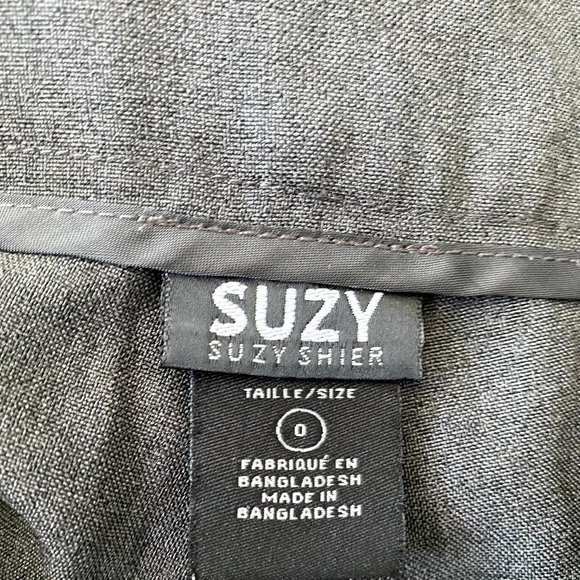 SUZY
SUZY SHIER
TAILLE/SIZE
0
FABRIQUÉ EN
BANGLADESH
MADE IN
BANGLADESH